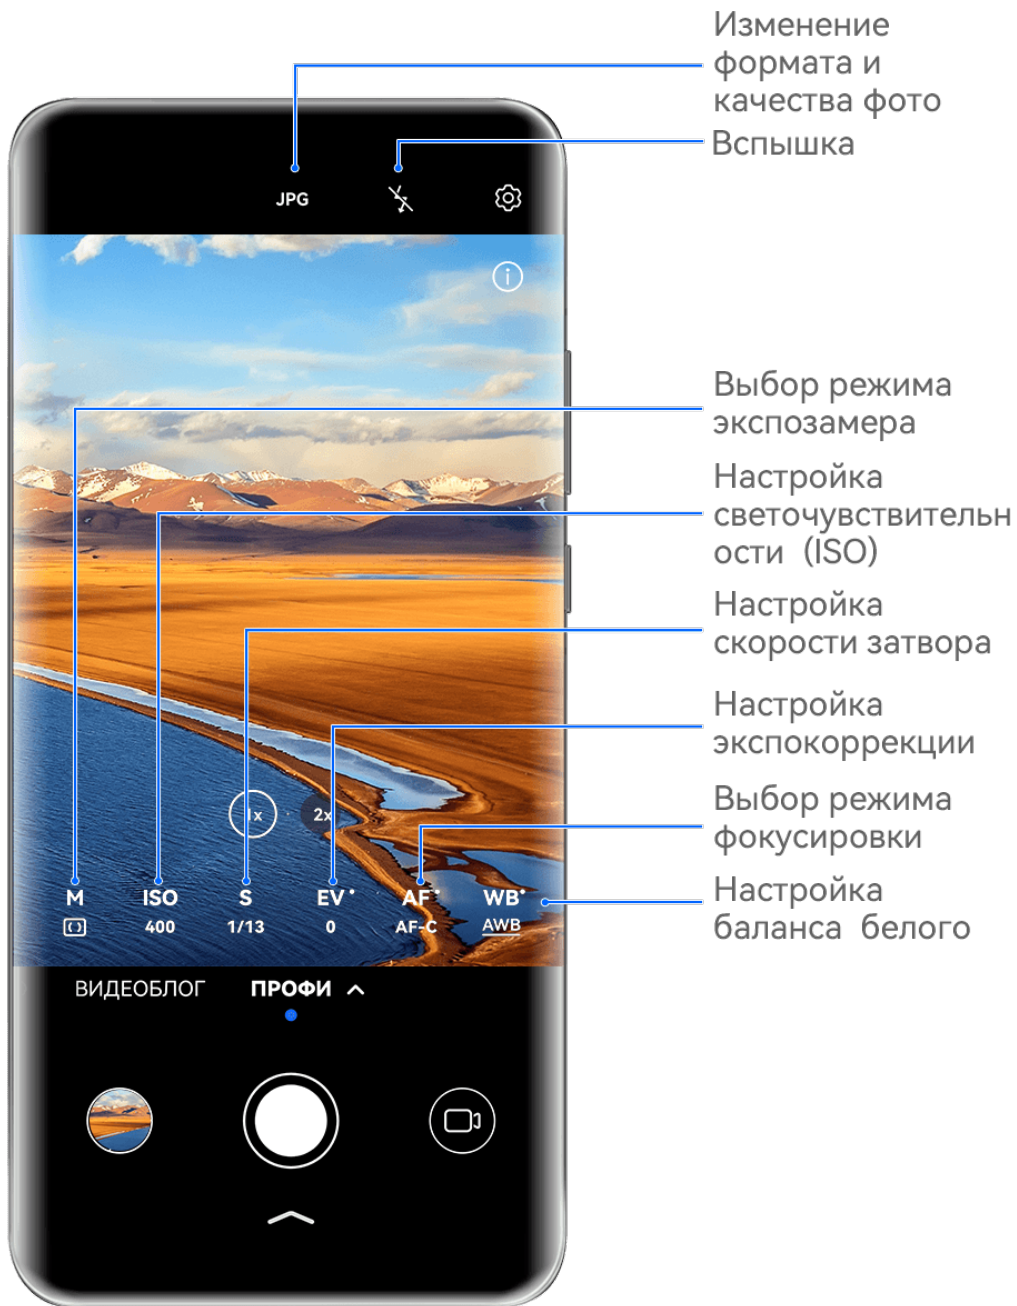 Изменение
формата и
качества фото
Вспышка
JPG
Выбор режима
экспозамера
Настройка
светочувствительн
ости (ISO)
Настройка
скорости затвора
Настройка
экспокоррекции
Выбор режима
фокусировки
Настройка
баланса белого
1x 2x
M ISO S EV AF WB
400 1/13 0 AF-C AWB
ВИДЕОБЛОГ ПРОФИ